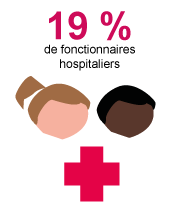 19 %
de fonctionnaires
hospitaliers